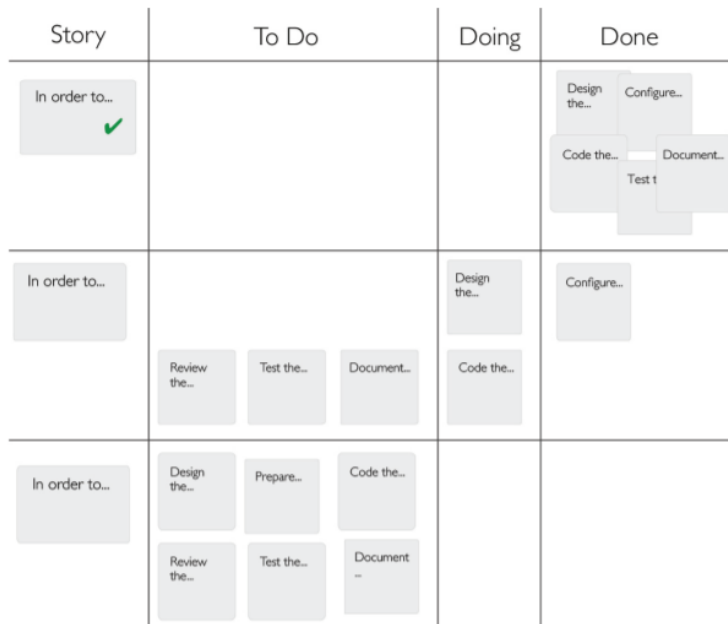 Story
To Do
Doing
Done
In order to...
Design
the...
Configure...
Code the...
Document...
Test t
In order to...
Design
the...
Configure...
Review
the...
Test the...
Document...
Code the...
In order to...
Design
the...
Prepare...
Code the...
Review
the...
Test the...
Document
...